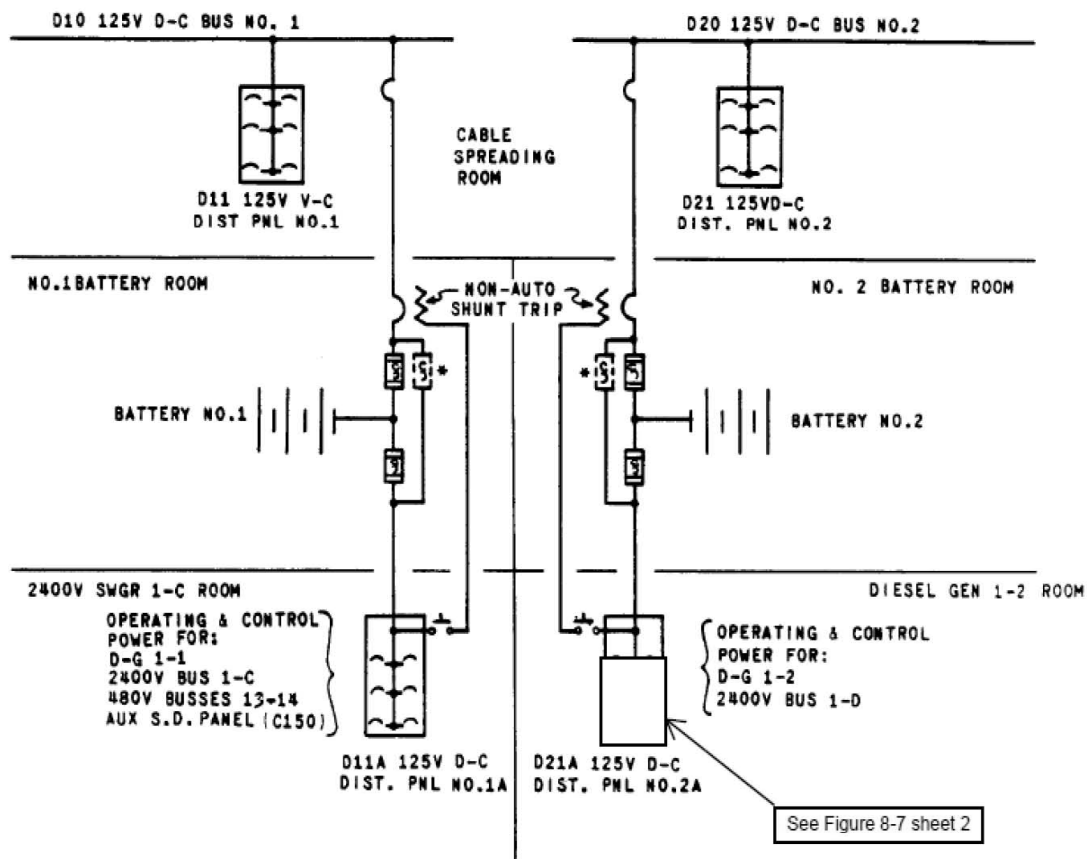 D10 125V D-C BUS NO. 1
D20 125V D-C BUS NO.2
CABLE
SPREADING
ROOM
D11 125V V-C
DIST PNL NO.1
D21 125VD-C
DIST. PNL NO.2
NO.1BATTERY ROOM
NON-AUTO
SHUNT TRIP
NO. 2 BATTERY ROOM
*
*
BATTERY NO.1
BATTERY NO.2
2400V SWGR 1-C ROOM
DIESEL GEN 1-2 ROOM
OPERATING & CONTROL
POWER FOR:
D-G 1-1
2400V BUS 1-C
480V BUSSES 13-14
AUX S.D. PANEL (C150)
OPERATING & CONTROL
POWER FOR:
D-G 1-2
2400V BUS 1-D
D11A 125V D-C
DIST. PNL NO.1A
D21A 125V D-C
DIST. PNL NO.2A
See Figure 8-7 sheet 2